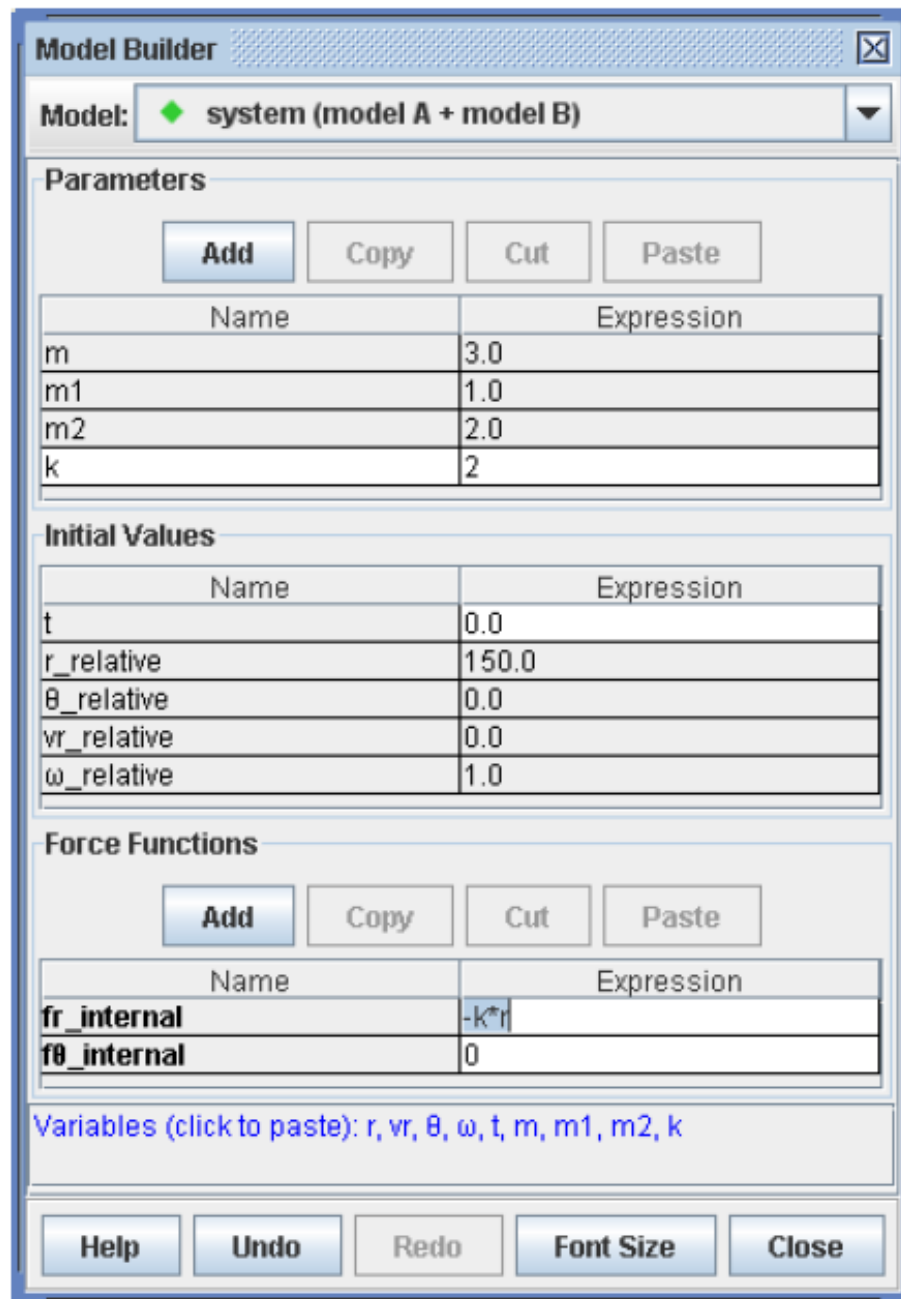 Model Builder
Model: system (model A + model B)
Parameters
Add Copy Cut Paste
Name Expression
m 3.0
m1 1.0
m2 2.0
k 2
Initial Values
Name Expression
t 0.0
r_relative 150.0
θ_relative 0.0
vr_relative 0.0
ω_relative 1.0
Force Functions
Add Copy Cut Paste
Name Expression
fr_internal -k*r
fθ_internal 0
Variables (click to paste): r, vr, θ, ω, t, m, m1, m2, k
Help Undo Redo Font Size Close